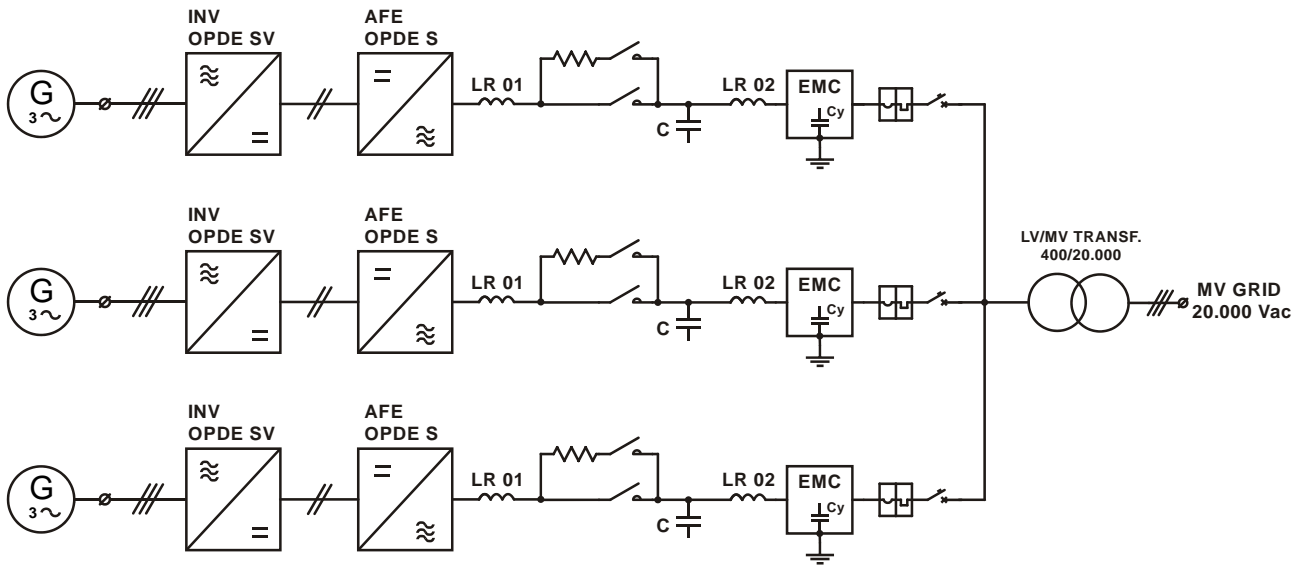 INV
OPDE SV
AFE
OPDE S
G
3
LR 01
C
LR 02
EMC
Cy
INV
OPDE SV
AFE
OPDE S
G
3
LR 01
C
LR 02
EMC
Cy
LV/MV TRANSF.
400/20.000
MV GRID
20.000 Vac
INV
OPDE SV
AFE
OPDE S
G
3
LR 01
C
LR 02
EMC
Cy